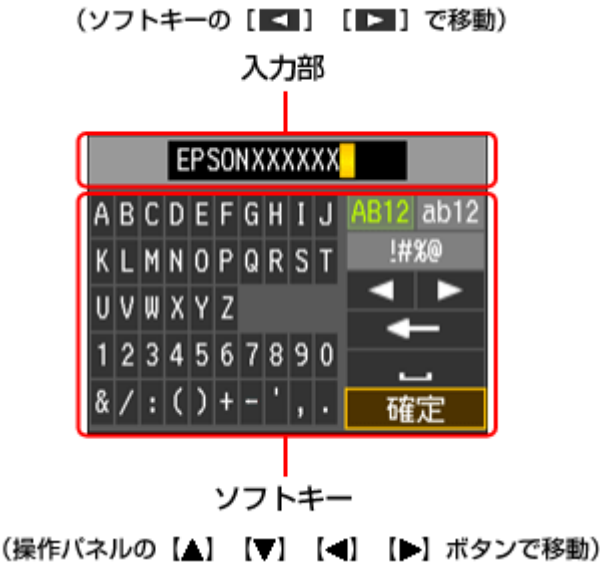 （ソフトキーの［◀］［▶］で移動）
入力部
EPSONXXXXXX
A B C D E F G H I J AB12 ab12
K L M N O P Q R S T !#%@
U V W X Y Z ◀ ▶
←
1 2 3 4 5 6 7 8 9 0 ␣
& / : ( ) + - ' , . 確定
ソフトキー
（操作パネルの【▲】【▼】【◀】【▶】ボタンで移動）